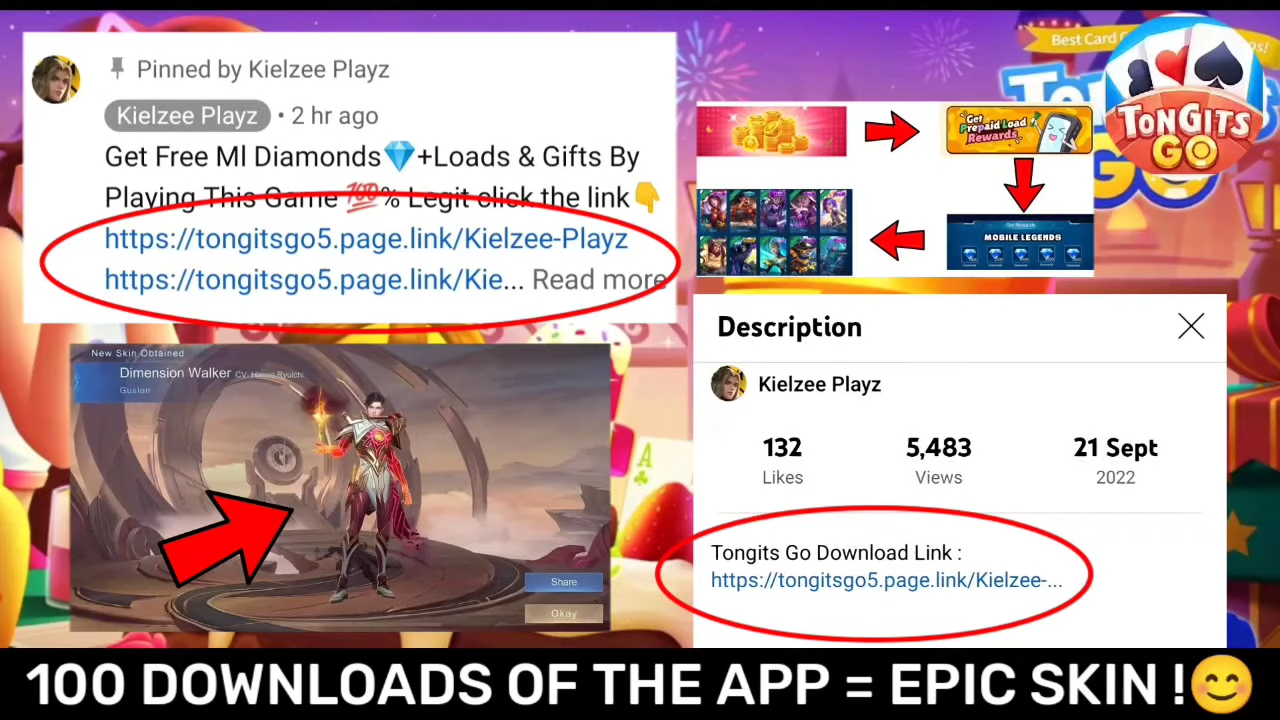 Pinned by Kielzee Playz
Kielzee Playz • 2 hr ago
Get Free Ml Diamonds💎+Loads & Gifts By
Playing This Game 💯% Legit click the link👇
https://tongitsgo5.page.link/Kielzee-Playz
https://tongitsgo5.page.link/Kie... Read more
Best Card
TONGITS
GO
Get
Prepaid Load
Rewards
MOBILE LEGENDS
New Skin Obtained
Dimension Walker CV. Hirose Ryuichi
Gusion
Share
Okay
Description
Kielzee Playz
132 5,483 21 Sept
Likes Views 2022
Tongits Go Download Link :
https://tongitsgo5.page.link/Kielzee-...
100 DOWNLOADS OF THE APP = EPIC SKIN !😊